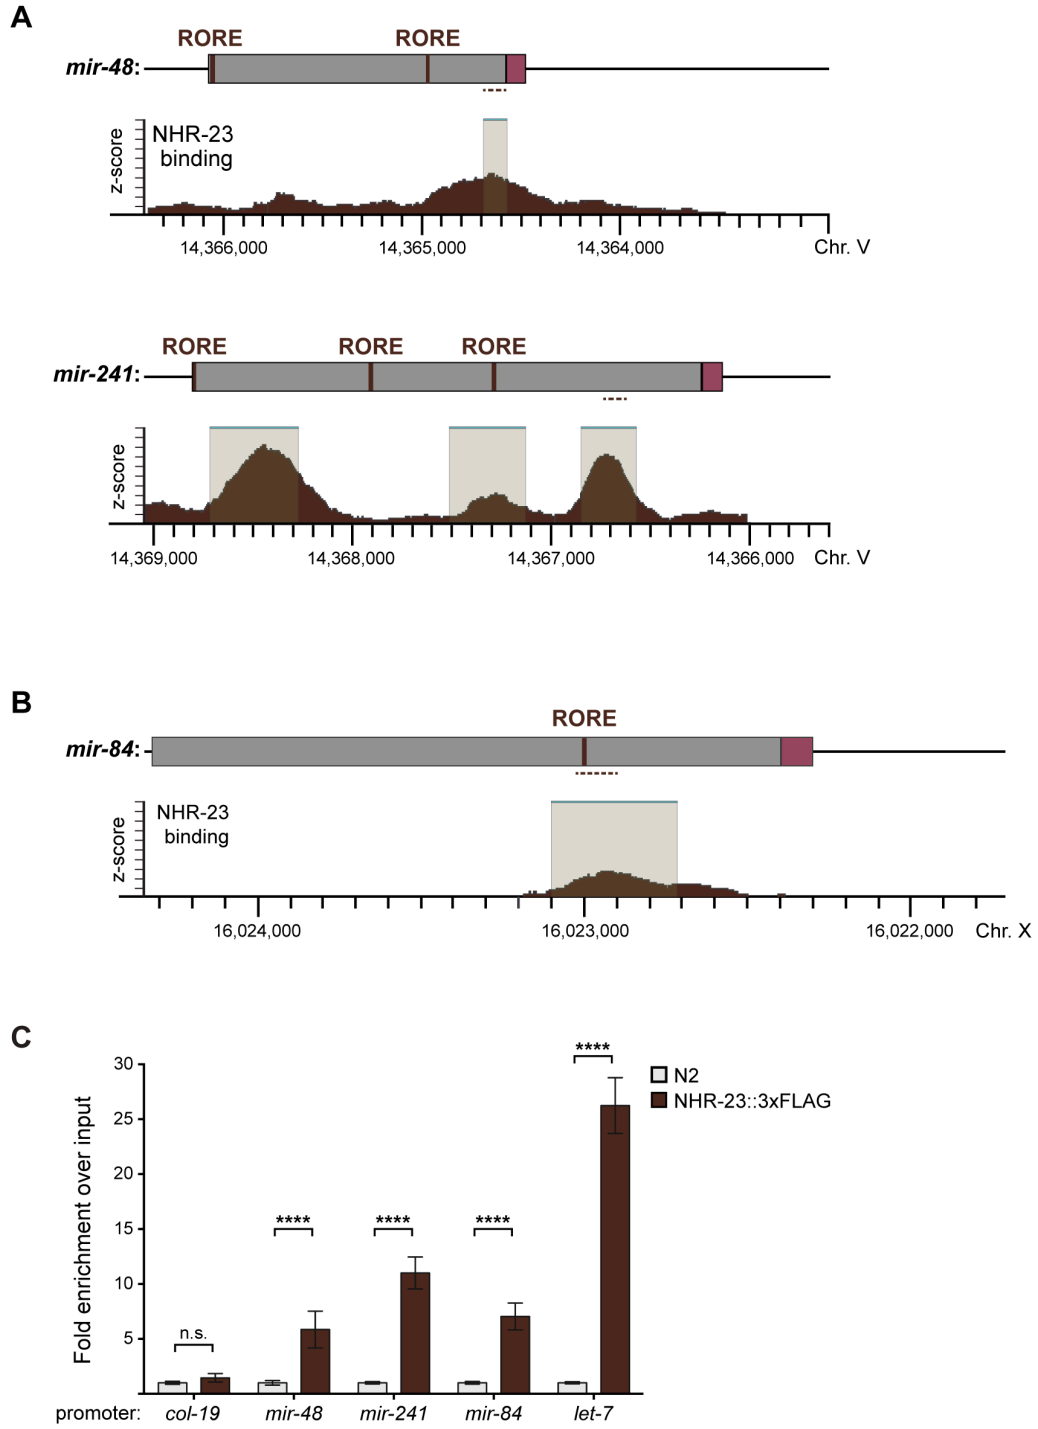 A
RORE RORE
mir-48:
NHR-23
binding
z-score
14,366,000 14,365,000 14,364,000 Chr. V
RORE RORE RORE
mir-241:
z-score
14,369,000 14,368,000 14,367,000 14,366,000 Chr. V
B
RORE
mir-84:
NHR-23
binding
z-score
16,024,000 16,023,000 16,022,000 Chr. X
C
Fold enrichment over input
30
25
20
15
10
5
n.s.
****
****
****
****
N2
NHR-23::3xFLAG
promoter: col-19 mir-48 mir-241 mir-84 let-7